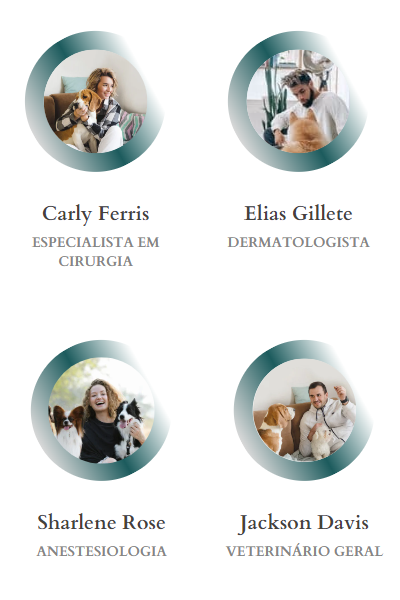 Carly Ferris
ESPECIALISTA EM
CIRURGIA
Elias Gillete
DERMATOLOGISTA
Sharlene Rose
ANESTESIOLOGIA
Jackson Davis
VETERINÁRIO GERAL